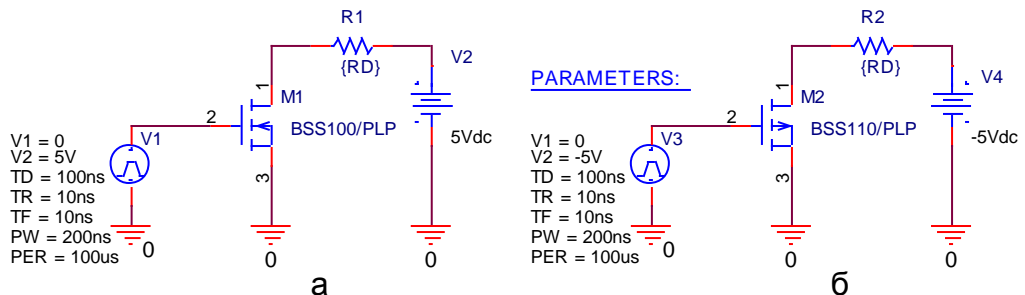 R1
{RD}
V2
1
M1
2
BSS100/PLP
V1
5Vdc
3
V1 = 0
V2 = 5V
TD = 100ns
TR = 10ns
TF = 10ns
PW = 200ns
PER = 100us
0
0
0
а
PARAMETERS:
R2
{RD}
V4
1
M2
2
BSS110/PLP
V3
-5Vdc
3
V1 = 0
V2 = -5V
TD = 100ns
TR = 10ns
TF = 10ns
PW = 200ns
PER = 100us
0
0
0
б